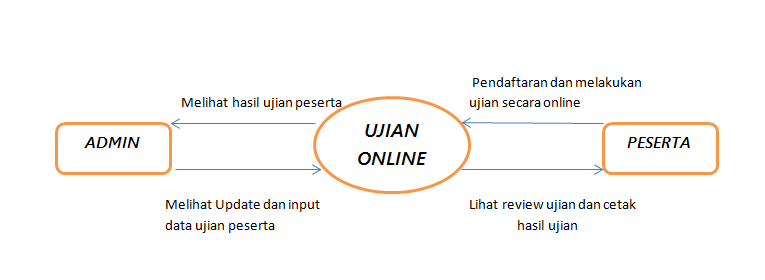 Pendaftaran dan melakukan
ujian secara online
Melihat hasil ujian peserta
ADMIN
UJIAN
ONLINE
PESERTA
Melihat Update dan input
data ujian peserta
Lihat review ujian dan cetak
hasil ujian